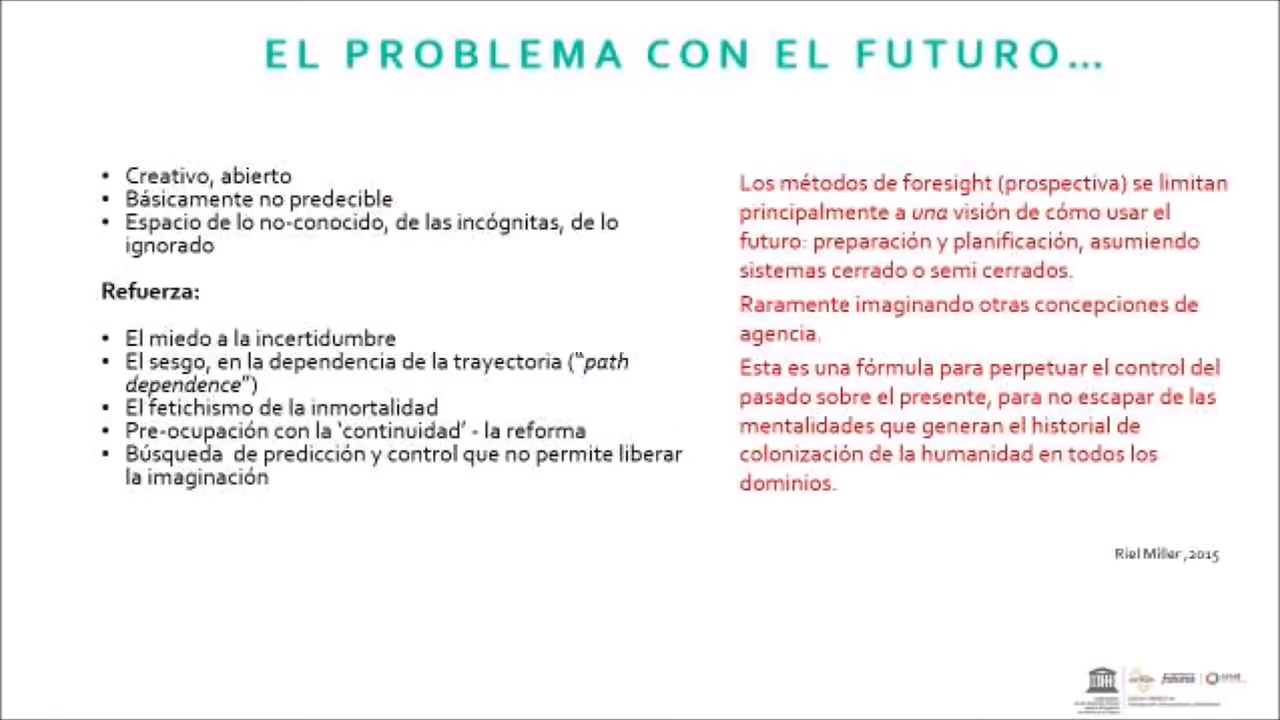 EL PROBLEMA CON EL FUTURO...
• Creativo, abierto
• Básicamente no predecible
• Espacio de lo no-conocido, de las incógnitas, de lo
ignorado
Refuerza:
• El miedo a la incertidumbre
• El sesgo, en la dependencia de la trayectoria (“path
dependence”)
• El fetichismo de la inmortalidad
• Pre-ocupación con la ‘continuidad’ - la reforma
• Búsqueda de predicción y control que no permite liberar
la imaginación
Los métodos de foresight (prospectiva) se limitan
principalmente a una visión de cómo usar el
futuro: preparación y planificación, asumiendo
sistemas cerrado o semi cerrados.
Raramente imaginando otras concepciones de
agencia.
Esta es una fórmula para perpetuar el control del
pasado sobre el presente, para no escapar de las
mentalidades que generan el historial de
colonización de la humanidad en todos los
dominios.
Riel Miller, 2015